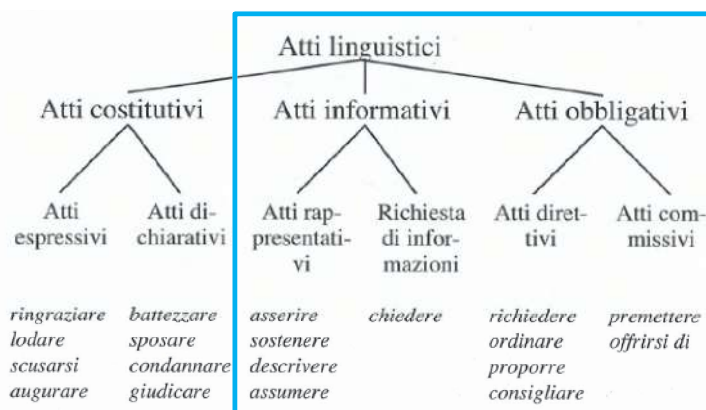 Atti linguistici
Atti costitutivi
Atti informativi
Atti obbligativi
Atti
espressivi
Atti di-
chiarativi
Atti rap-
presentati-
vi
Richiesta
di infor-
mazioni
Atti diret-
tivi
Atti com-
missivi
ringraziare
lodare
scusarsi
augurare
battezzare
sposare
condannare
giudicare
asserire
sostenere
descrivere
assumere
chiedere
richiedere
ordinare
proporre
consigliare
premettere
offrirsi di